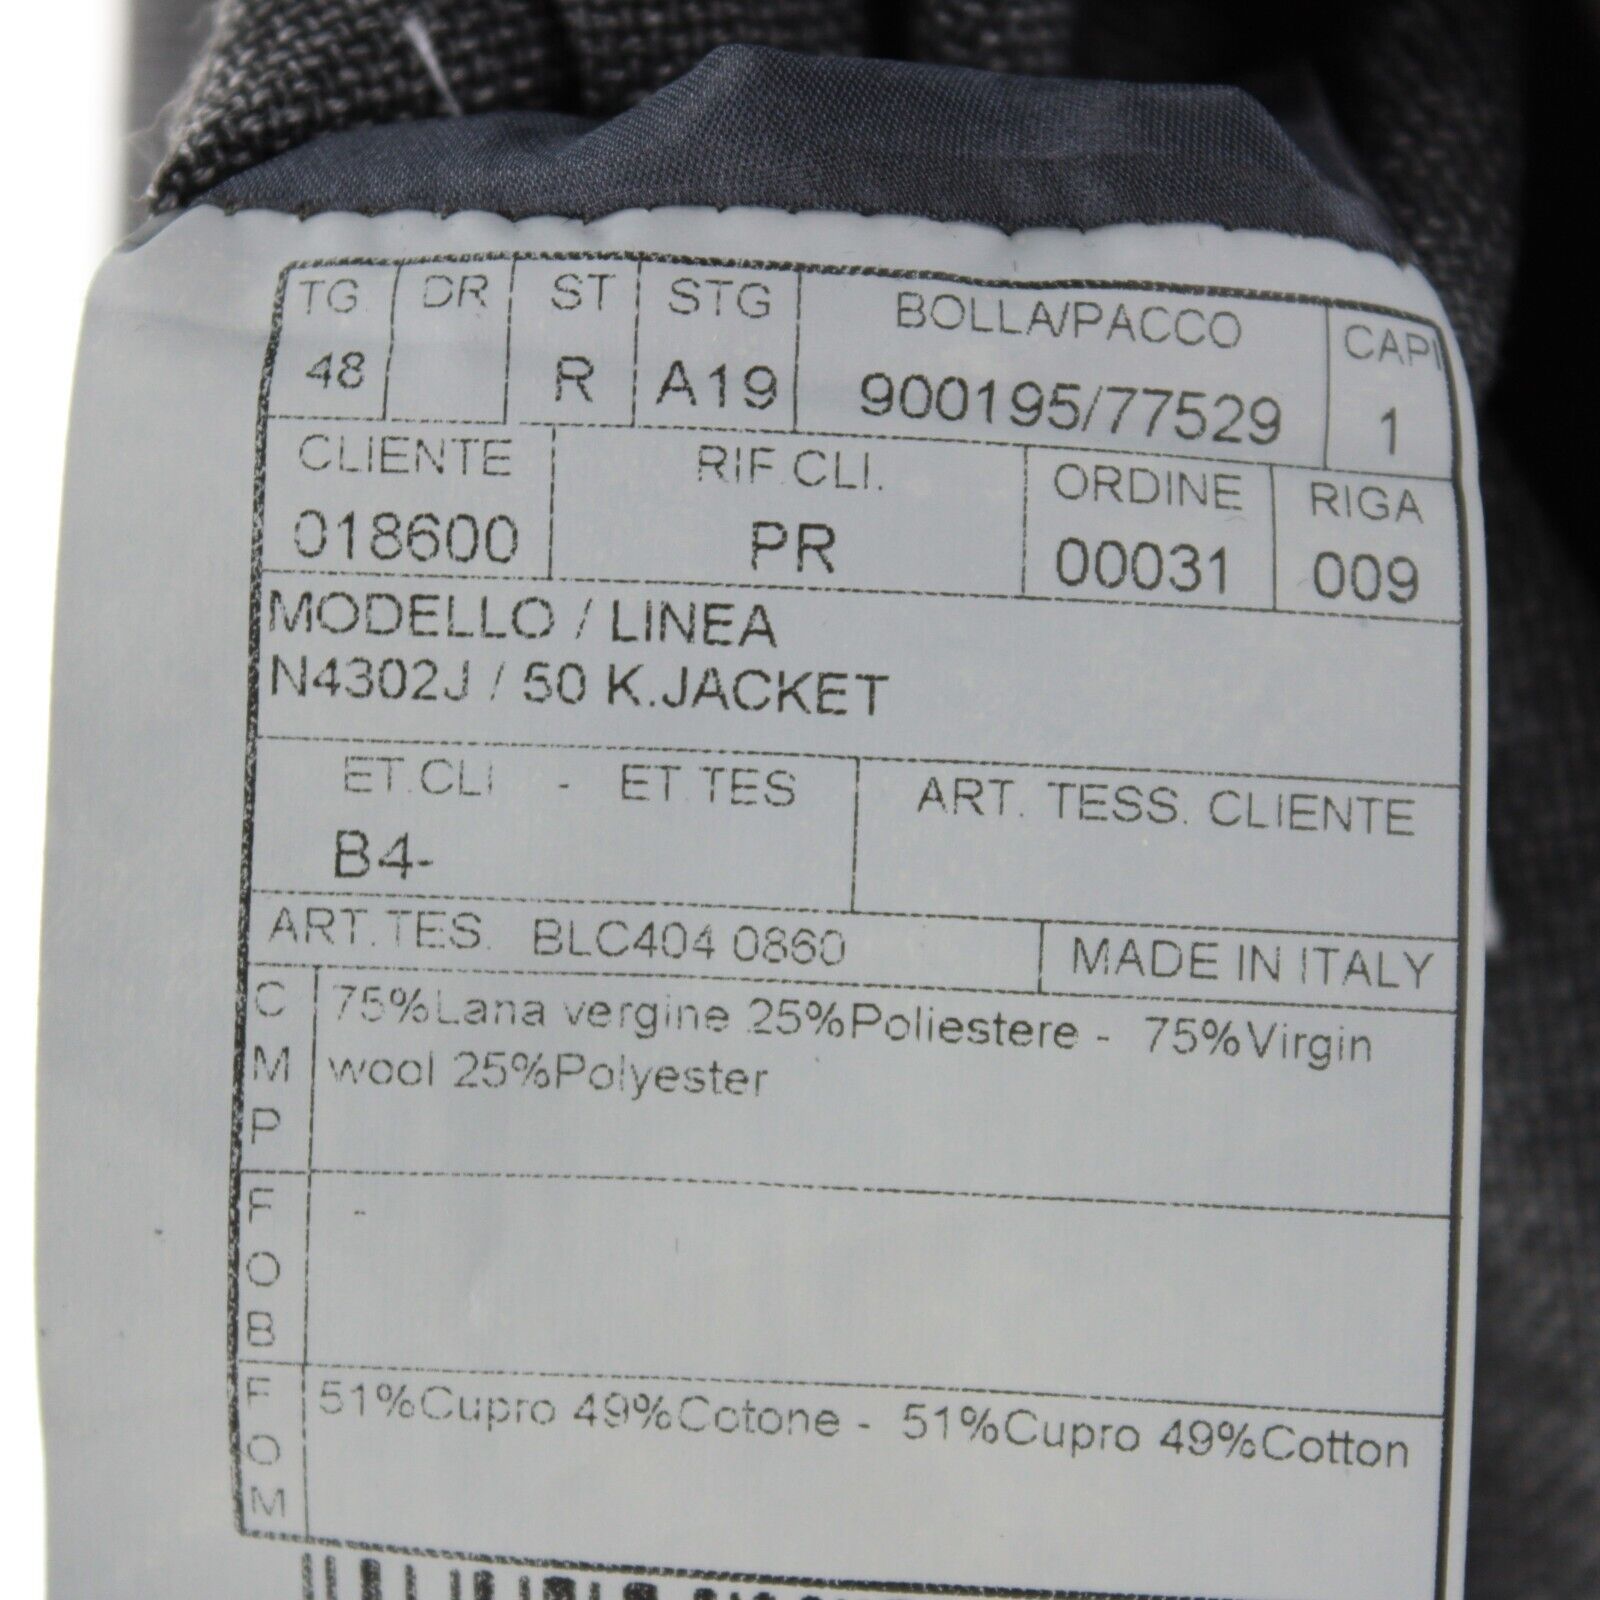 TG DR ST STG BOLLA/PACCO CAPI
48 R A19 900195/77529 1
CLIENTE RIF.CLI. ORDINE RIGA
018600 PR 00031 009
MODELLO / LINEA
N4302J / 50 K.JACKET
ET.CLI - ET.TES ART. TESS. CLIENTE
B4-
ART.TES. BLC404 0860 MADE IN ITALY
CMP 75%Lana vergine 25%Poliestere - 75%Virgin
wool 25%Polyester
FOB -
FOM 51%Cupro 49%Cotone - 51%Cupro 49%Cotton